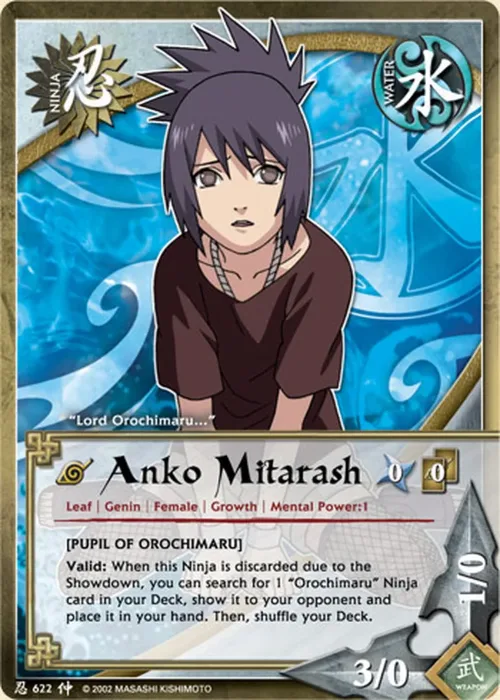 NINJA 忍
WATER 水
"Lord Orochimaru..."
Anko Mitarash 0 0
Leaf | Genin | Female | Growth | Mental Power:1
[PUPIL OF OROCHIMARU]
Valid: When this Ninja is discarded due to the
Showdown, you can search for 1 "Orochimaru" Ninja
card in your Deck, show it to your opponent and
place it in your hand. Then, shuffle your Deck.
1/0
3/0
武
WEAPON
忍 622 仲 © 2002 MASASHI KISHIMOTO